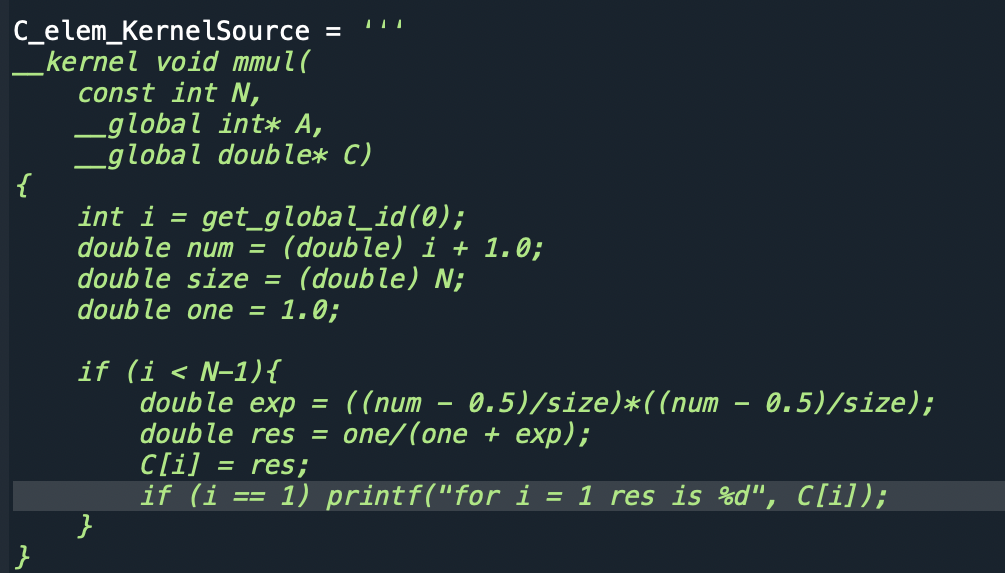 C_elem_KernelSource = '''
__kernel void mmul(
    const int N,
    __global int* A,
    __global double* C)
{
    int i = get_global_id(0);
    double num = (double) i + 1.0;
    double size = (double) N;
    double one = 1.0;

    if (i < N-1){
        double exp = ((num - 0.5)/size)*((num - 0.5)/size);
        double res = one/(one + exp);
        C[i] = res;
        if (i == 1) printf("for i = 1 res is %d", C[i]);
    }
}